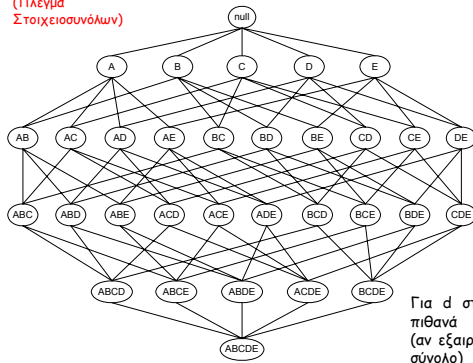 (Πλέγμα
Στοιχειοσυνόλων)
null
A B C D E
AB AC AD AE BC BD BE CD CE DE
ABC ABD ABE ACD ACE ADE BCD BCE BDE CDE
ABCD ABCE ABDE ACDE BCDE
Για d στ
πιθανά
(αν εξαιρ
σύνολο)
ABCDE